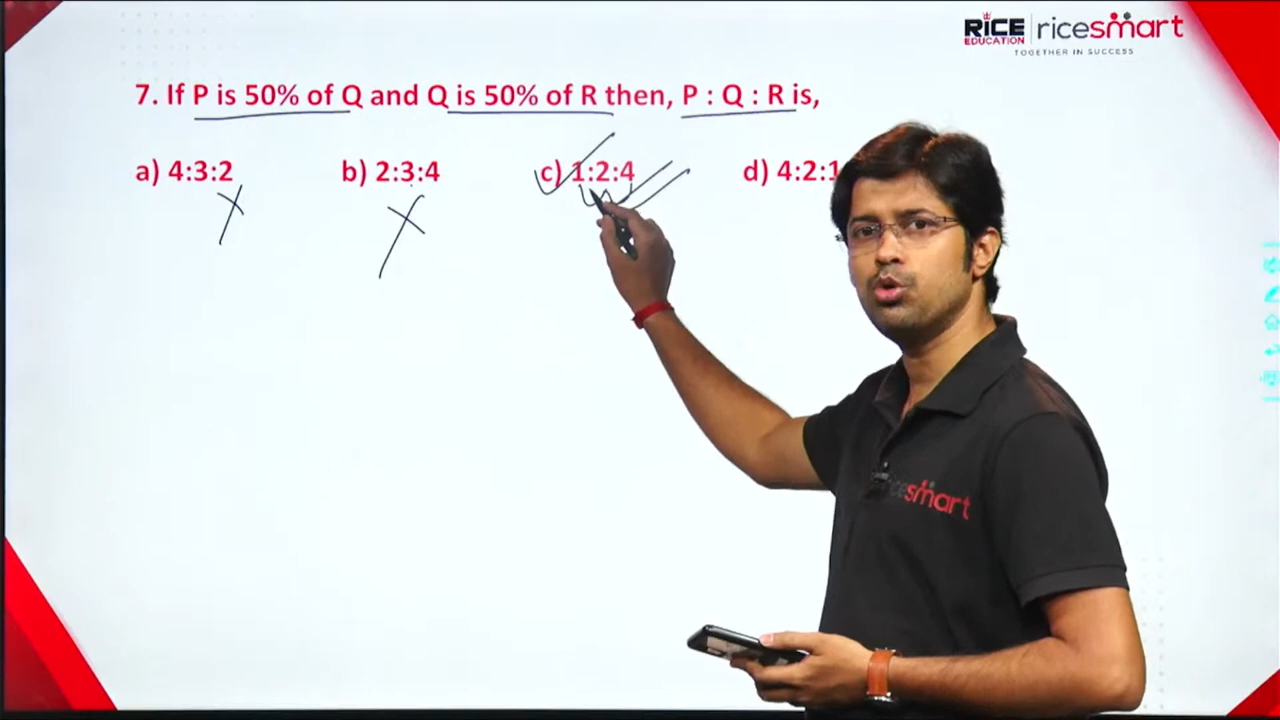 RICE EDUCATION ricesmart
TOGETHER IN SUCCESS
7. If P is 50% of Q and Q is 50% of R then, P : Q : R is,
a) 4:3:2 b) 2:3:4 c) 1:2:4 d) 4:2:1
ricesmart